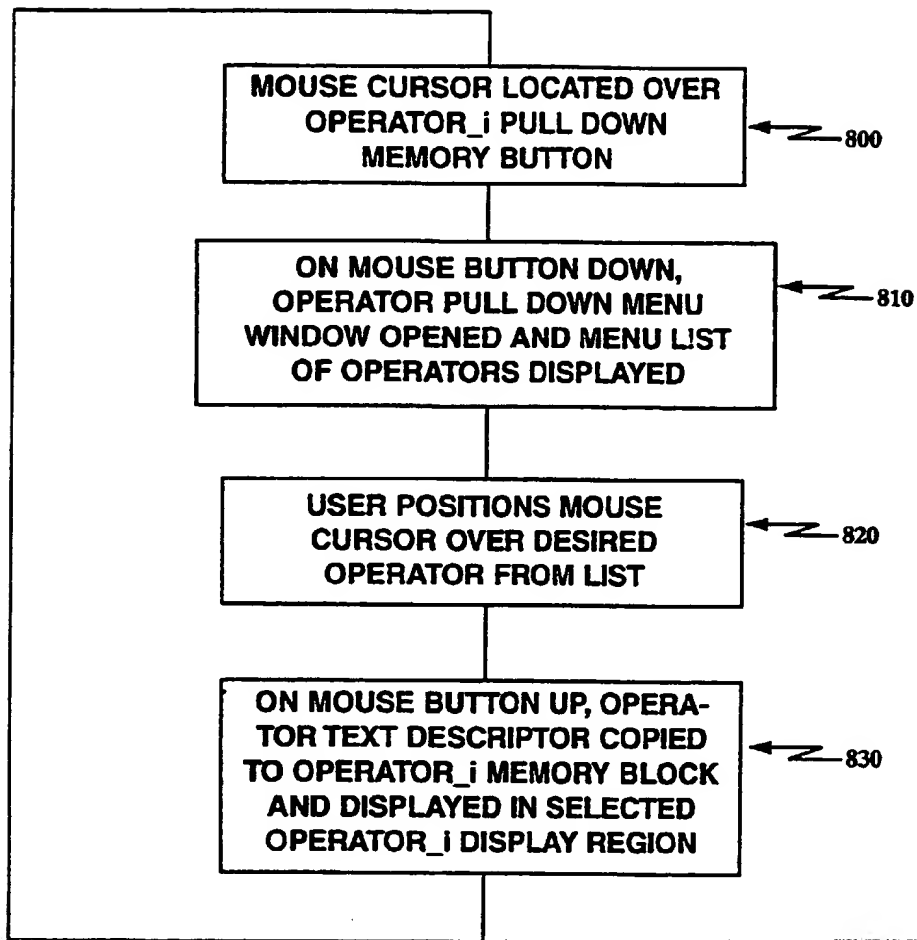 MOUSE CURSOR LOCATED OVER
OPERATOR_i PULL DOWN
MEMORY BUTTON
800
ON MOUSE BUTTON DOWN,
OPERATOR PULL DOWN MENU
WINDOW OPENED AND MENU LIST
OF OPERATORS DISPLAYED
810
USER POSITIONS MOUSE
CURSOR OVER DESIRED
OPERATOR FROM LIST
820
ON MOUSE BUTTON UP, OPERA-
TOR TEXT DESCRIPTOR COPIED
TO OPERATOR_i MEMORY BLOCK
AND DISPLAYED IN SELECTED
OPERATOR_i DISPLAY REGION
830